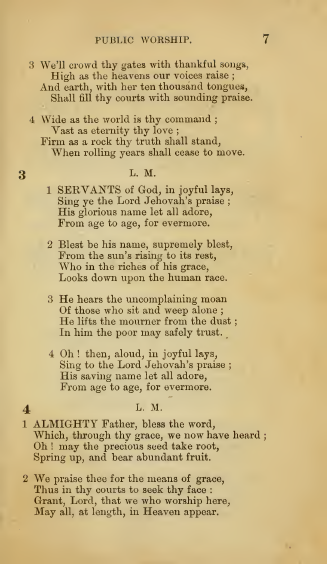 PUBLIC WORSHIP. 7
3 We'll crowd thy gates with thankful songs,
High as the heavens our voices raise ;
And earth, with her ten thousand tongues,
Shall fill thy courts with sounding praise.
4 Wide as the world is thy command ;
Vast as eternity thy love ;
Firm as a rock thy truth shall stand,
When rolling years shall cease to move.
3 L. M.
1 SERVANTS of God, in joyful lays,
Sing ye the Lord Jehovah's praise ;
His glorious name let all adore,
From age to age, for evermore.
2 Blest be his name, supremely blest,
From the sun's rising to its rest,
Who in the riches of his grace,
Looks down upon the human race.
3 He hears the uncomplaining moan
Of those who sit and weep alone ;
He lifts the mourner from the dust ;
In him the poor may safely trust.
4 Oh ! then, aloud, in joyful lays,
Sing to the Lord Jehovah's praise ;
His saving name let all adore,
From age to age, for evermore.
4 L. M.
1 ALMIGHTY Father, bless the word,
Which, through thy grace, we now have heard ;
Oh ! may the precious seed take root,
Spring up, and bear abundant fruit.
2 We praise thee for the means of grace,
Thus in thy courts to seek thy face :
Grant, Lord, that we who worship here,
May all, at length, in Heaven appear.